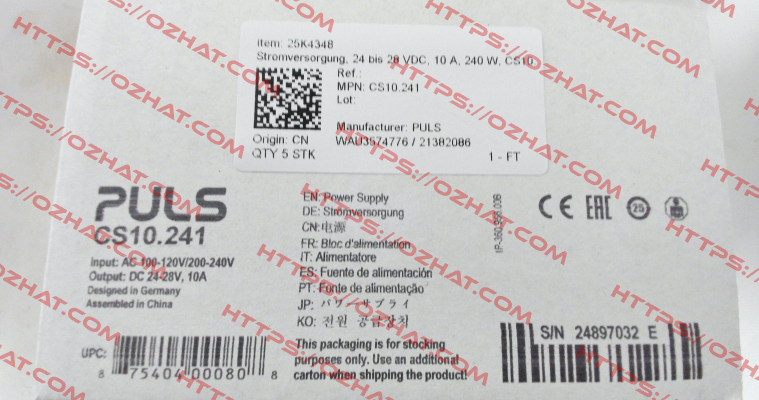 item: 25K4348
Stromversorgung, 24 bis 28 VDC, 10 A, 240 W, CS10
Ref.:
MPN: CS10.241
Lot:
Manufacturer: PULS
Origin: CN
WAU3574776 / 21382086
QTY 5 STK
1 - FT
PULS
CS10.241
Input: AC 100-120V/200-240V
Output: DC 24-28V, 10A
Designed in Germany
Assembled in China
UPC:
8 75404 00080 8
EN: Power Supply
DE: Stromversorgung
CN: 电源
FR: Bloc d'alimentation
IT: Alimentatore
ES: Fuente de alimentación
PT: Fonte de alimentação
JP: パワーサプライ
KO: 전원 공급장치
This packaging is for stocking
purposes only. Use an additional
carton when shipping the product!
CE EAC 25
S/N 24897032 E
HTTPS://OZHAT.COM